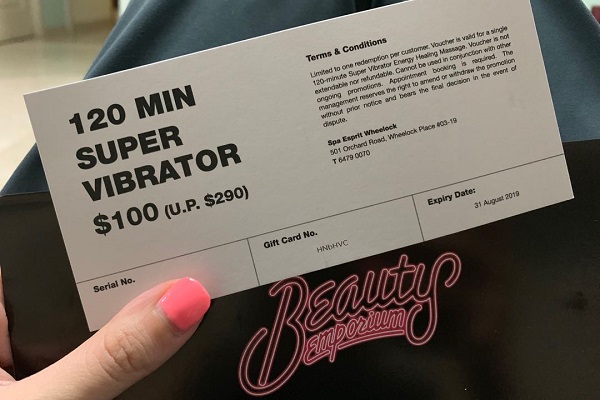 120 MIN
SUPER
VIBRATOR
$100 (U.P. $290)
Terms & Conditions
Limited to one redemption per customer. Voucher is valid for a single
120-minute Super Vibrator Energy Healing Massage. Voucher is not
extendable nor refundable. Cannot be used in conjunction with other
ongoing promotions. Appointment booking is required. The
management reserves the right to amend or withdraw the promotion
without prior notice and bears the final decision in the event of
dispute.
Spa Esprit Wheelock
501 Orchard Road, Wheelock Place #03-19
T 6479 0070
Serial No.
Gift Card No.
HNbHVC
Expiry Date:
31 August 2019
Beauty
Emporium